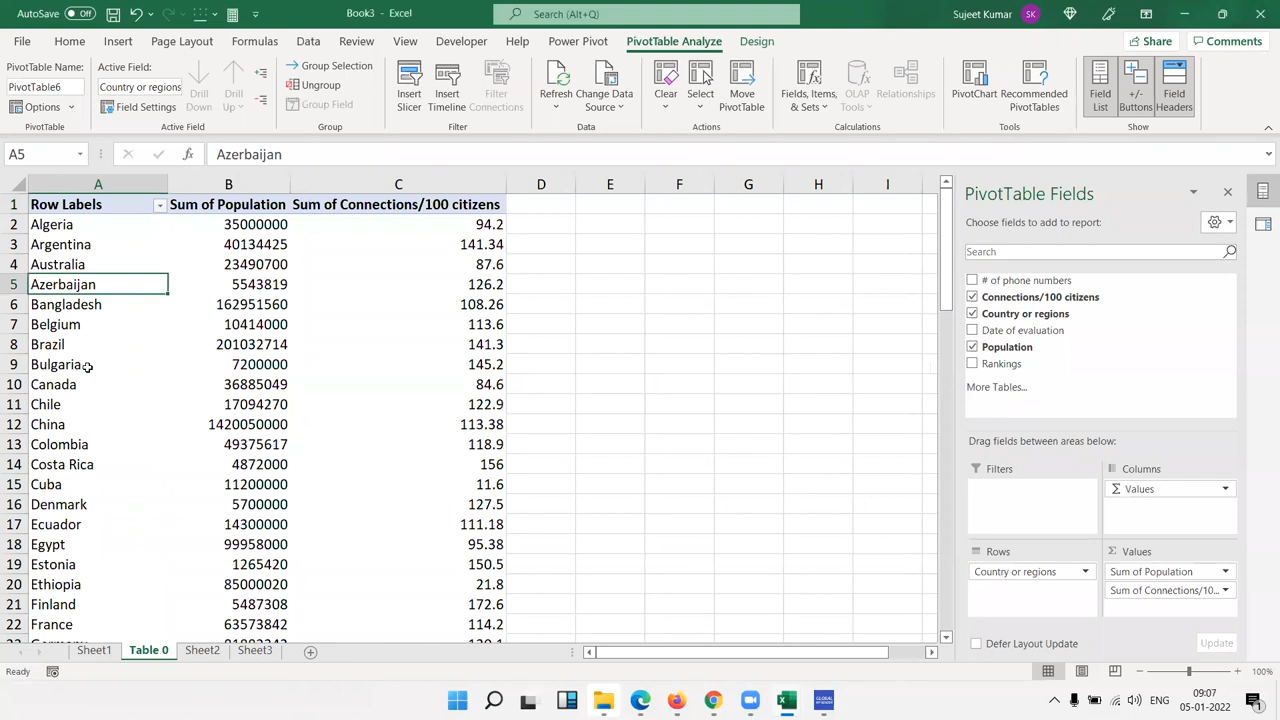 AutoSave Off Book3 - Excel Search (Alt+Q) Sujeet Kumar SK
File Home Insert Page Layout Formulas Data Review View Developer Help Power Pivot PivotTable Analyze Design Share Comments
PivotTable Name:
PivotTable6
Options
PivotTable
Active Field:
Country or regions
Field Settings
Drill Down
Drill Up
Active Field
Group Selection
Ungroup
Group Field
Group
Insert Slicer
Insert Timeline
Filter Connections
Filter
Refresh
Change Data Source
Data
Clear
Select
Move PivotTable
Actions
Fields, Items, & Sets
OLAP Tools
Relationships
Calculations
PivotChart
Recommended PivotTables
Tools
Field List
+/- Buttons
Field Headers
Show
A5 fx Azerbaijan
A B C D E F G H I
1 Row Labels Sum of Population Sum of Connections/100 citizens
2 Algeria 35000000 94.2
3 Argentina 40134425 141.34
4 Australia 23490700 87.6
5 Azerbaijan 5543819 126.2
6 Bangladesh 162951560 108.26
7 Belgium 10414000 113.6
8 Brazil 201032714 141.3
9 Bulgaria 7200000 145.2
10 Canada 36885049 84.6
11 Chile 17094270 122.9
12 China 1420050000 113.38
13 Colombia 49375617 118.9
14 Costa Rica 4872000 156
15 Cuba 11200000 11.6
16 Denmark 5700000 127.5
17 Ecuador 14300000 111.18
18 Egypt 99958000 95.38
19 Estonia 1265420 150.5
20 Ethiopia 85000020 21.8
21 Finland 5487308 172.6
22 France 63573842 114.2
Sheet1 Table 0 Sheet2 Sheet3
PivotTable Fields
Choose fields to add to report:
Search
# of phone numbers
Connections/100 citizens
Country or regions
Date of evaluation
Population
Rankings
More Tables...
Drag fields between areas below:
Filters
Columns
Σ Values
Rows
Country or regions
Σ Values
Sum of Population
Sum of Connections/10...
Defer Layout Update Update
Ready 100%
ENG 09:07
05-01-2022